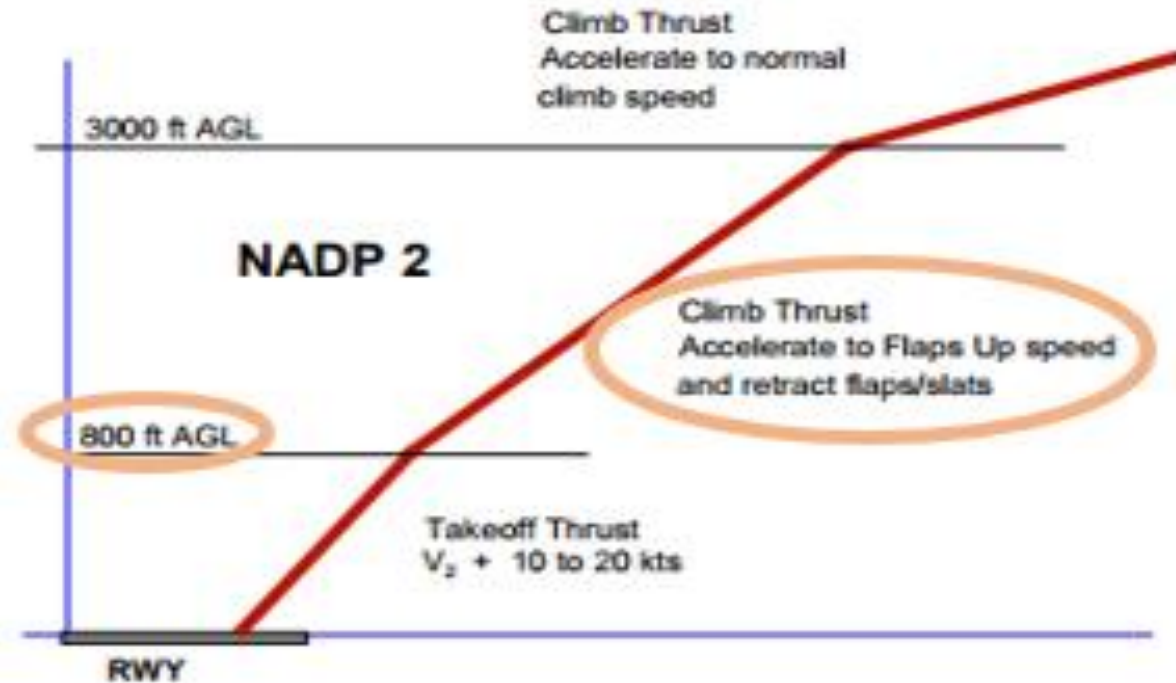 Climb Thrust
Accelerate to normal
climb speed
3000 ft AGL
NADP 2
Climb Thrust
Accelerate to Flaps Up speed
and retract flaps/slats
800 ft AGL
Takeoff Thrust
V₂ + 10 to 20 kts
RWY